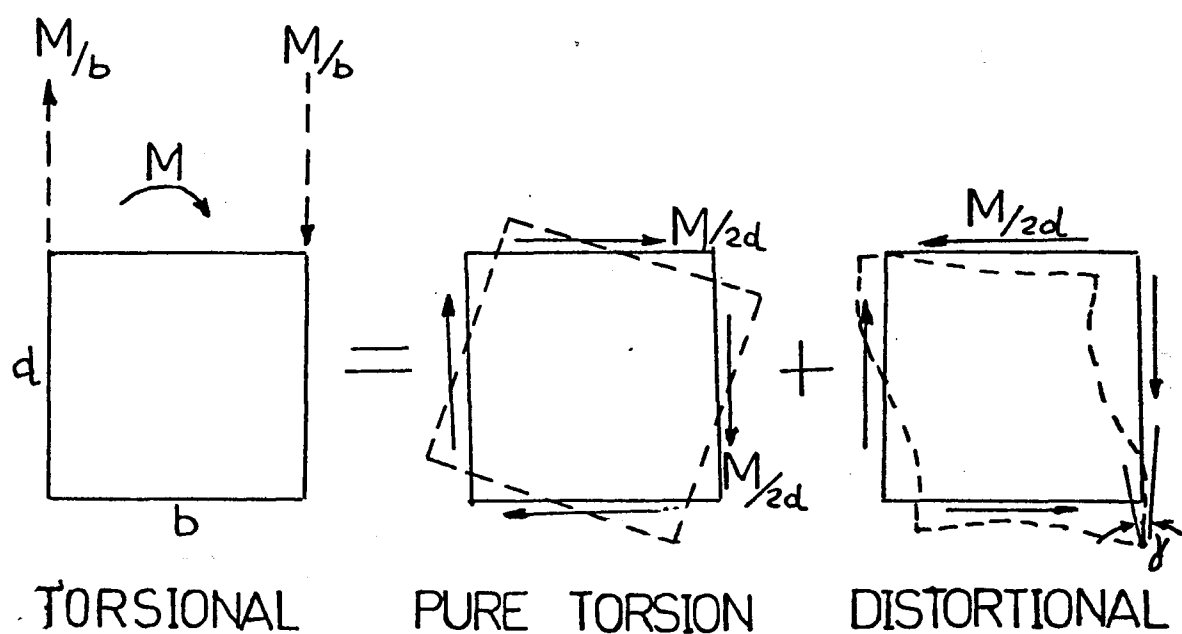 M/b
M/b
M
d
b
=
M/2d
M/2d
+
M/2d
γ
TORSIONAL
PURE TORSION
DISTORTIONAL